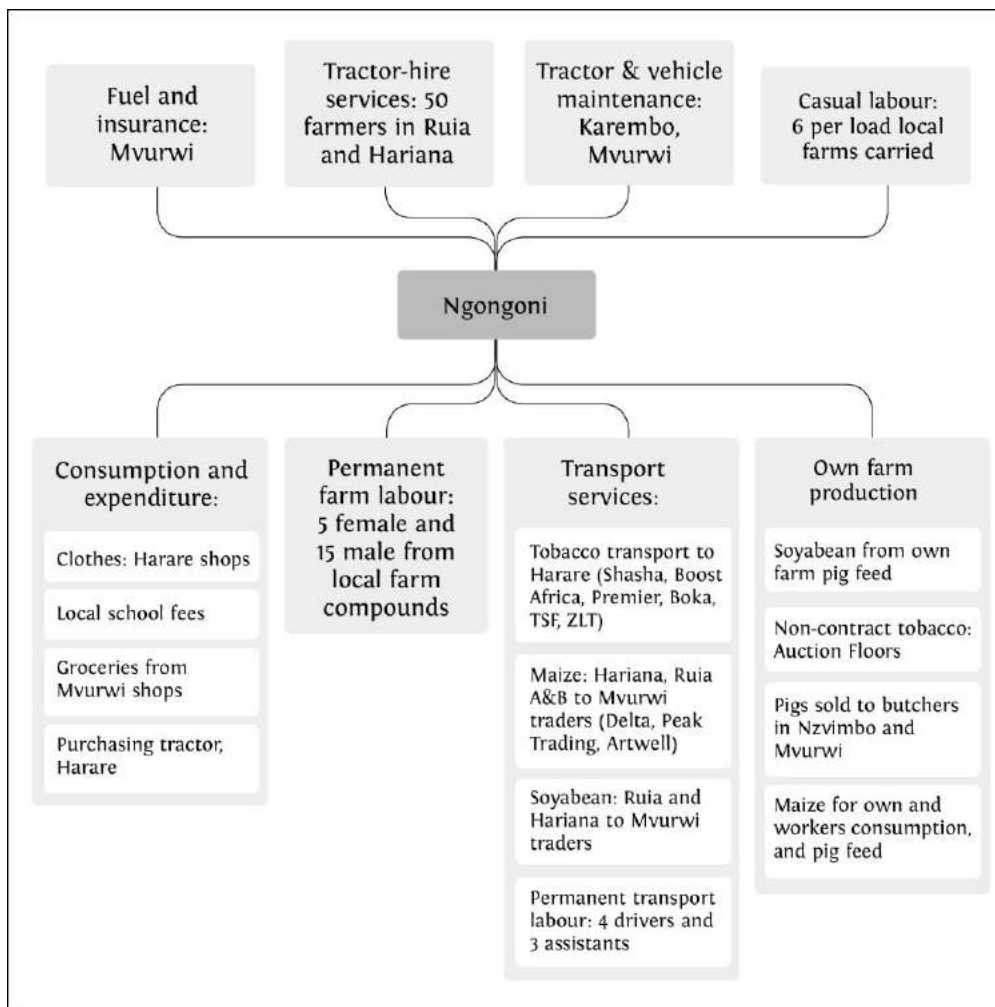 Fuel and
insurance:
Mvurwi
Tractor-hire
services: 50
farmers in Ruia
and Hariana
Tractor & vehicle
maintenance:
Karembo,
Mvurwi
Casual labour:
6 per load local
farms carried
Ngongoni
Consumption and
expenditure:
Clothes: Harare shops
Local school fees
Groceries from
Mvurwi shops
Purchasing tractor,
Harare
Permanent
farm labour:
5 female and
15 male from
local farm
compounds
Transport
services:
Tobacco transport to
Harare (Shasha, Boost
Africa, Premier, Boka,
TSF, ZLT)
Maize: Hariana, Ruia
A&B to Mvurwi
traders (Delta, Peak
Trading, Artwell)
Soyabean: Ruia and
Hariana to Mvurwi
traders
Permanent transport
labour: 4 drivers and
3 assistants
Own farm
production
Soyabean from own
farm pig feed
Non-contract tobacco:
Auction Floors
Pigs sold to butchers
in Nzvimbo and
Mvurwi
Maize for own and
workers consumption,
and pig feed